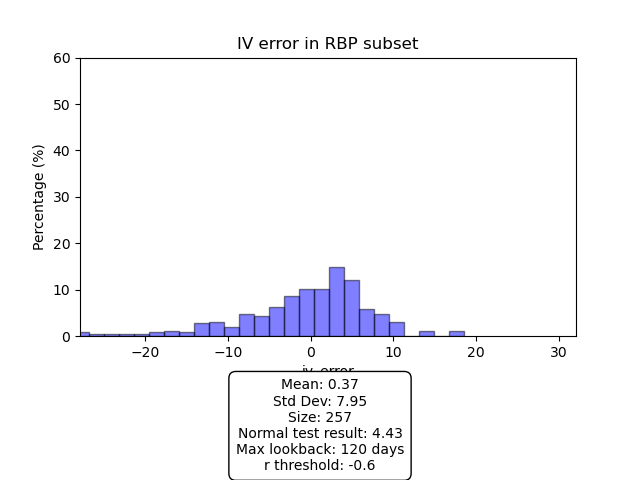 IV error in RBP subset
60
50
40
30
20
10
0
Percentage (%)
−20
−10
0
10
20
30
iv_error
Mean: 0.37
Std Dev: 7.95
Size: 257
Normal test result: 4.43
Max lookback: 120 days
r threshold: -0.6